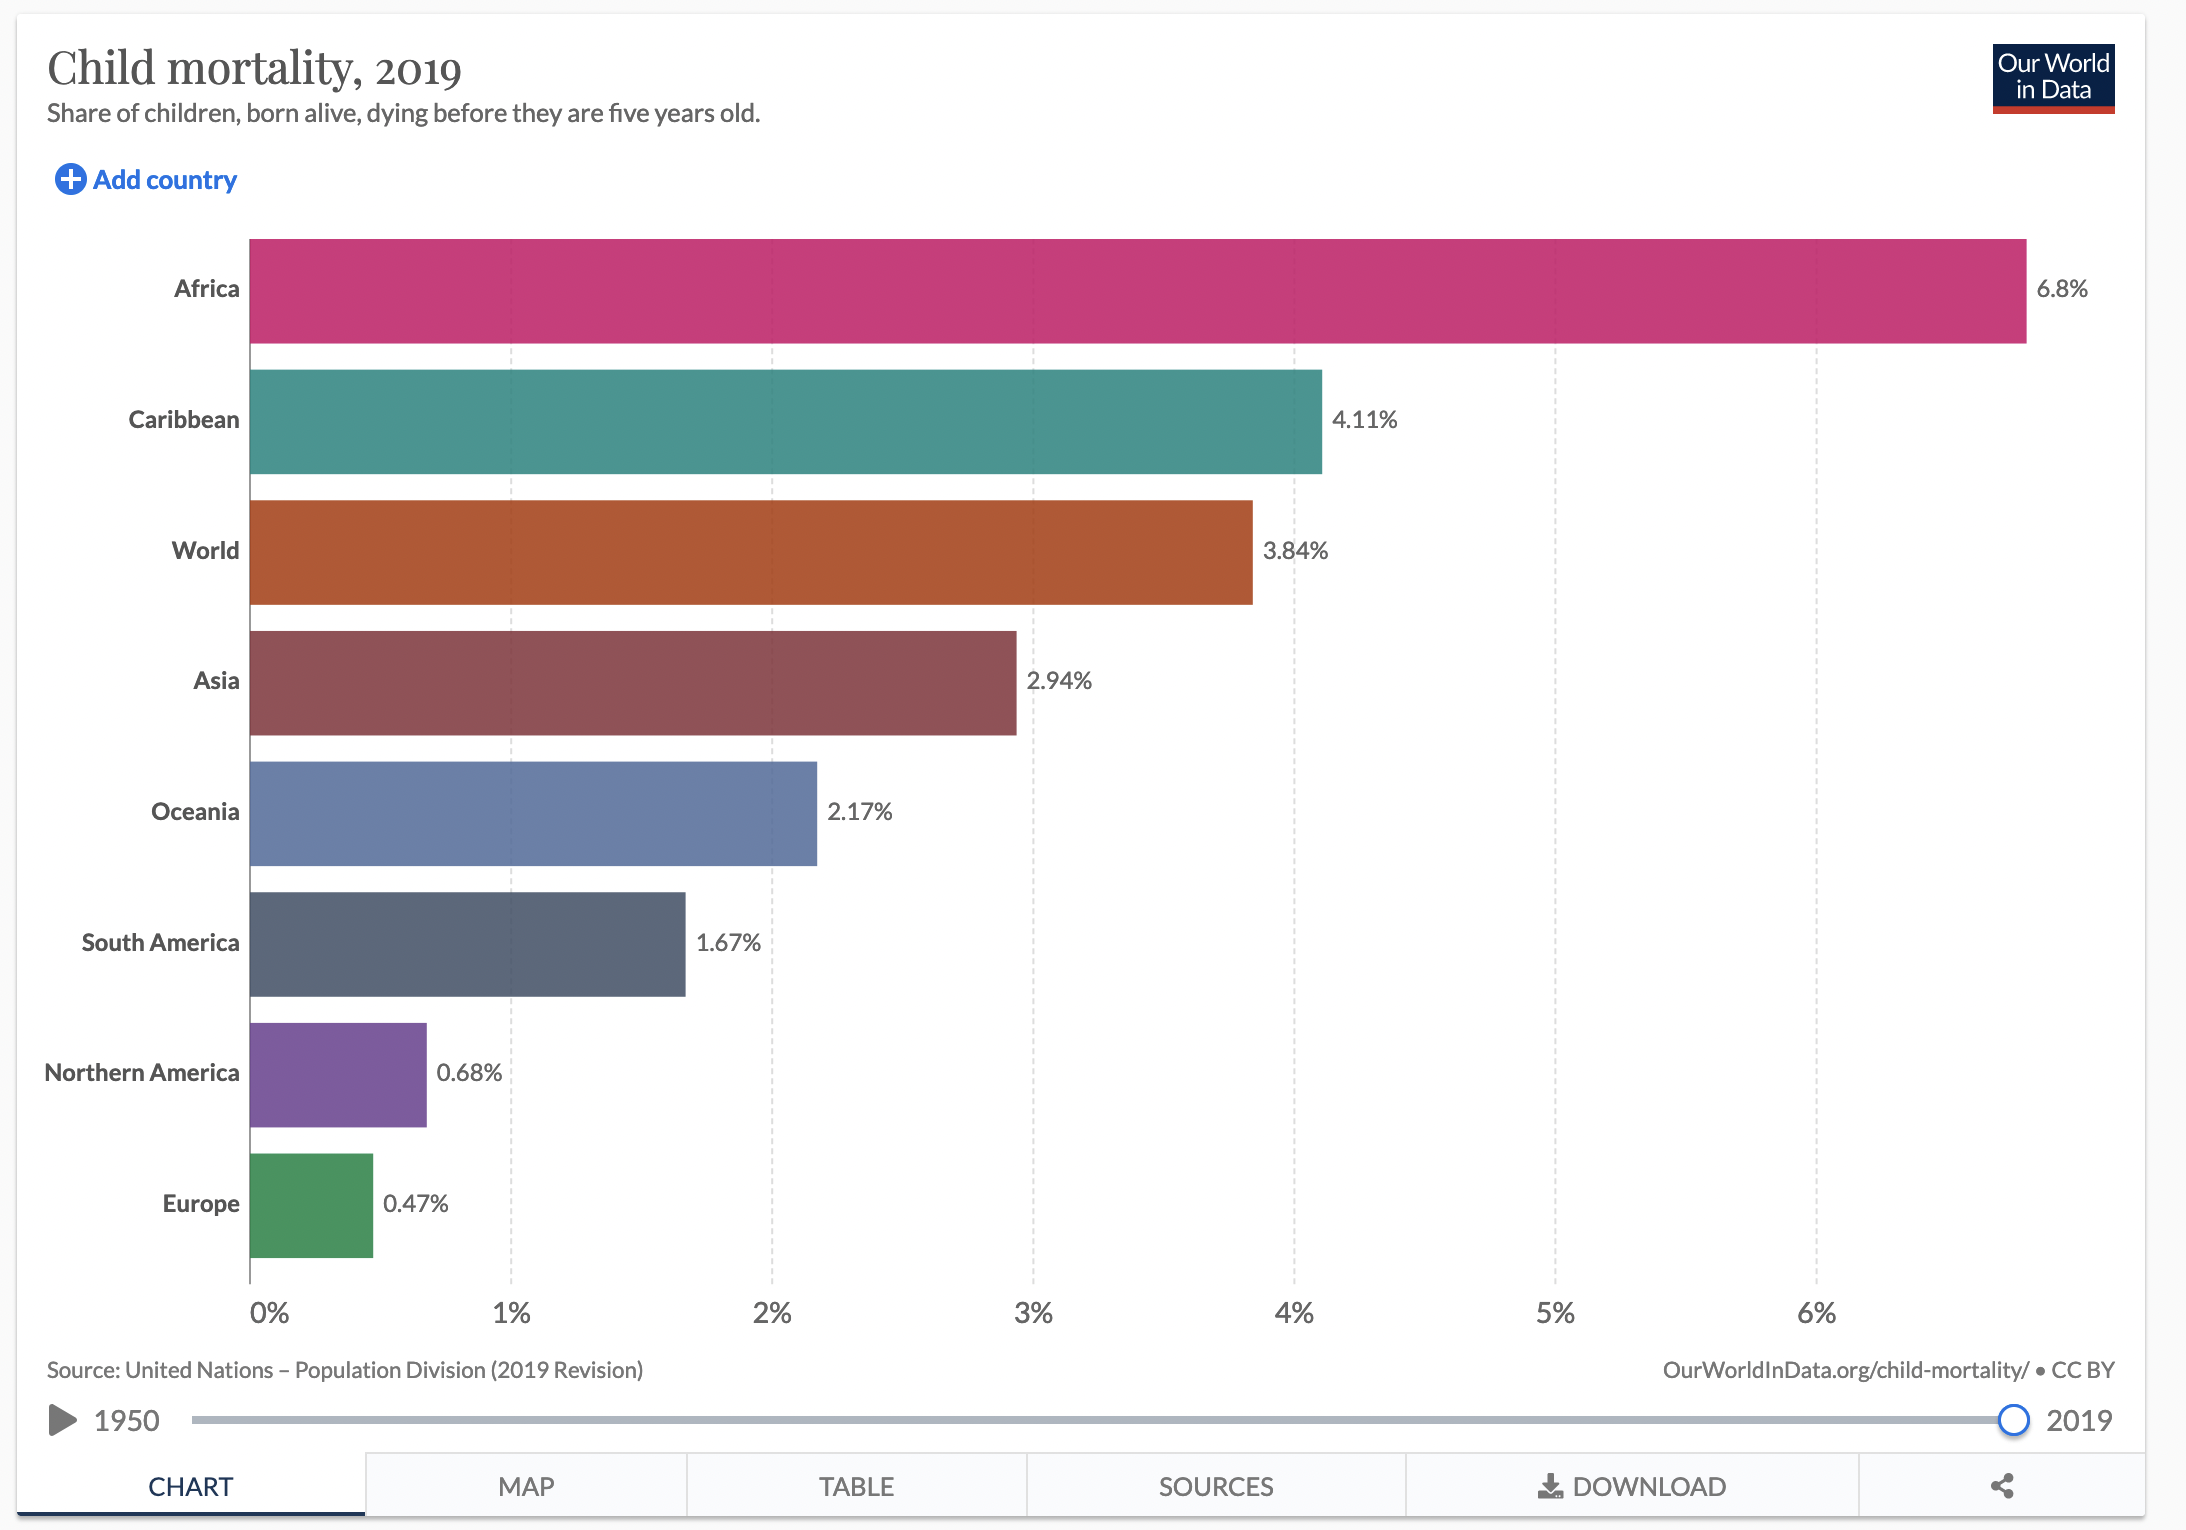 Child mortality, 2019
Our World
in Data
Share of children, born alive, dying before they are five years old.
Add country
Africa 6.8%
Caribbean 4.11%
World 3.84%
Asia 2.94%
Oceania 2.17%
South America 1.67%
Northern America 0.68%
Europe 0.47%
0% 1% 2% 3% 4% 5% 6%
Source: United Nations – Population Division (2019 Revision) OurWorldInData.org/child-mortality/ • CC BY
1950 2019
CHART MAP TABLE SOURCES DOWNLOAD